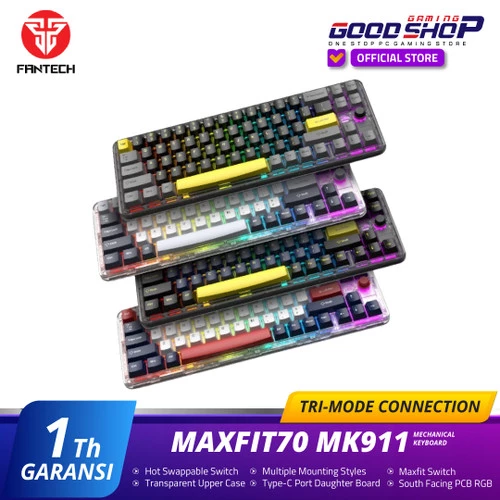 FANTECH
GAMING
GOOD SHOP
ONE STOP PC GAMING STORE
OFFICIAL STORE
TRI-MODE CONNECTION
1 Th
GARANSI
MAXFIT70 MK911 MECHANICAL KEYBOARD
• Hot Swappable Switch
• Multiple Mounting Styles
• Maxfit Switch
• Transparent Upper Case
• Type-C Port Daughter Board
• South Facing PCB RGB